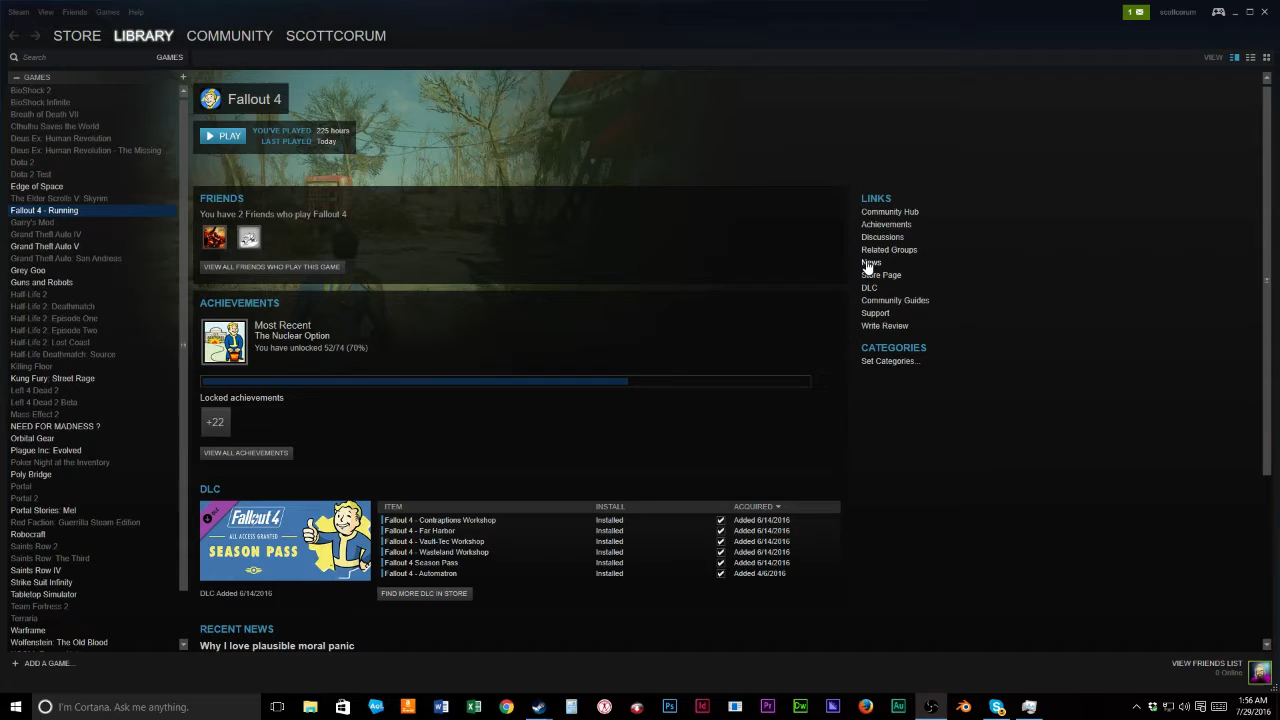 Steam View Friends Games Help
1
scottcorum
STORE LIBRARY COMMUNITY SCOTTCORUM
Search
GAMES
VIEW
GAMES
BioShock 2
BioShock Infinite
Breath of Death VII
Cthulhu Saves the World
Deus Ex: Human Revolution
Deus Ex: Human Revolution - The Missing
Dota 2
Dota 2 Test
Edge of Space
The Elder Scrolls V: Skyrim
Fallout 4 - Running
Garry's Mod
Grand Theft Auto IV
Grand Theft Auto V
Grand Theft Auto: San Andreas
Grey Goo
Guns and Robots
Half-Life 2
Half-Life 2: Deathmatch
Half-Life 2: Episode One
Half-Life 2: Episode Two
Half-Life 2: Lost Coast
Half-Life Deathmatch: Source
Killing Floor
Kung Fury: Street Rage
Left 4 Dead 2
Left 4 Dead 2 Beta
Mass Effect 2
NEED FOR MADNESS ?
Orbital Gear
Plague Inc: Evolved
Poker Night at the Inventory
Poly Bridge
Portal
Portal 2
Portal Stories: Mel
Red Faction: Guerrilla Steam Edition
Robocraft
Saints Row 2
Saints Row: The Third
Saints Row IV
Strike Suit Infinity
Tabletop Simulator
Team Fortress 2
Terraria
Warframe
Wolfenstein: The Old Blood
+ ADD A GAME...
Fallout 4
PLAY
YOU'VE PLAYED 225 hours
LAST PLAYED Today
FRIENDS
You have 2 Friends who play Fallout 4
VIEW ALL FRIENDS WHO PLAY THIS GAME
ACHIEVEMENTS
Most Recent
The Nuclear Option
You have unlocked 52/74 (70%)
Locked achievements
+22
VIEW ALL ACHIEVEMENTS
DLC
Fallout 4
ALL ACCESS GRANTED
SEASON PASS
DLC Added 6/14/2016
ITEM INSTALL ACQUIRED
Fallout 4 - Contraptions Workshop Installed Added 6/14/2016
Fallout 4 - Far Harbor Installed Added 6/14/2016
Fallout 4 - Vault-Tec Workshop Installed Added 6/14/2016
Fallout 4 - Wasteland Workshop Installed Added 6/14/2016
Fallout 4 Season Pass Installed Added 6/14/2016
Fallout 4 - Automatron Installed Added 4/6/2016
FIND MORE DLC IN STORE
RECENT NEWS
Why I love plausible moral panic
LINKS
Community Hub
Achievements
Discussions
Related Groups
News
Store Page
DLC
Community Guides
Support
Write Review
CATEGORIES
Set Categories...
VIEW FRIENDS LIST
0 Online
I'm Cortana. Ask me anything.
Aol.
Ps
Id
Pr
Dw
Au
1:56 AM
7/29/2016